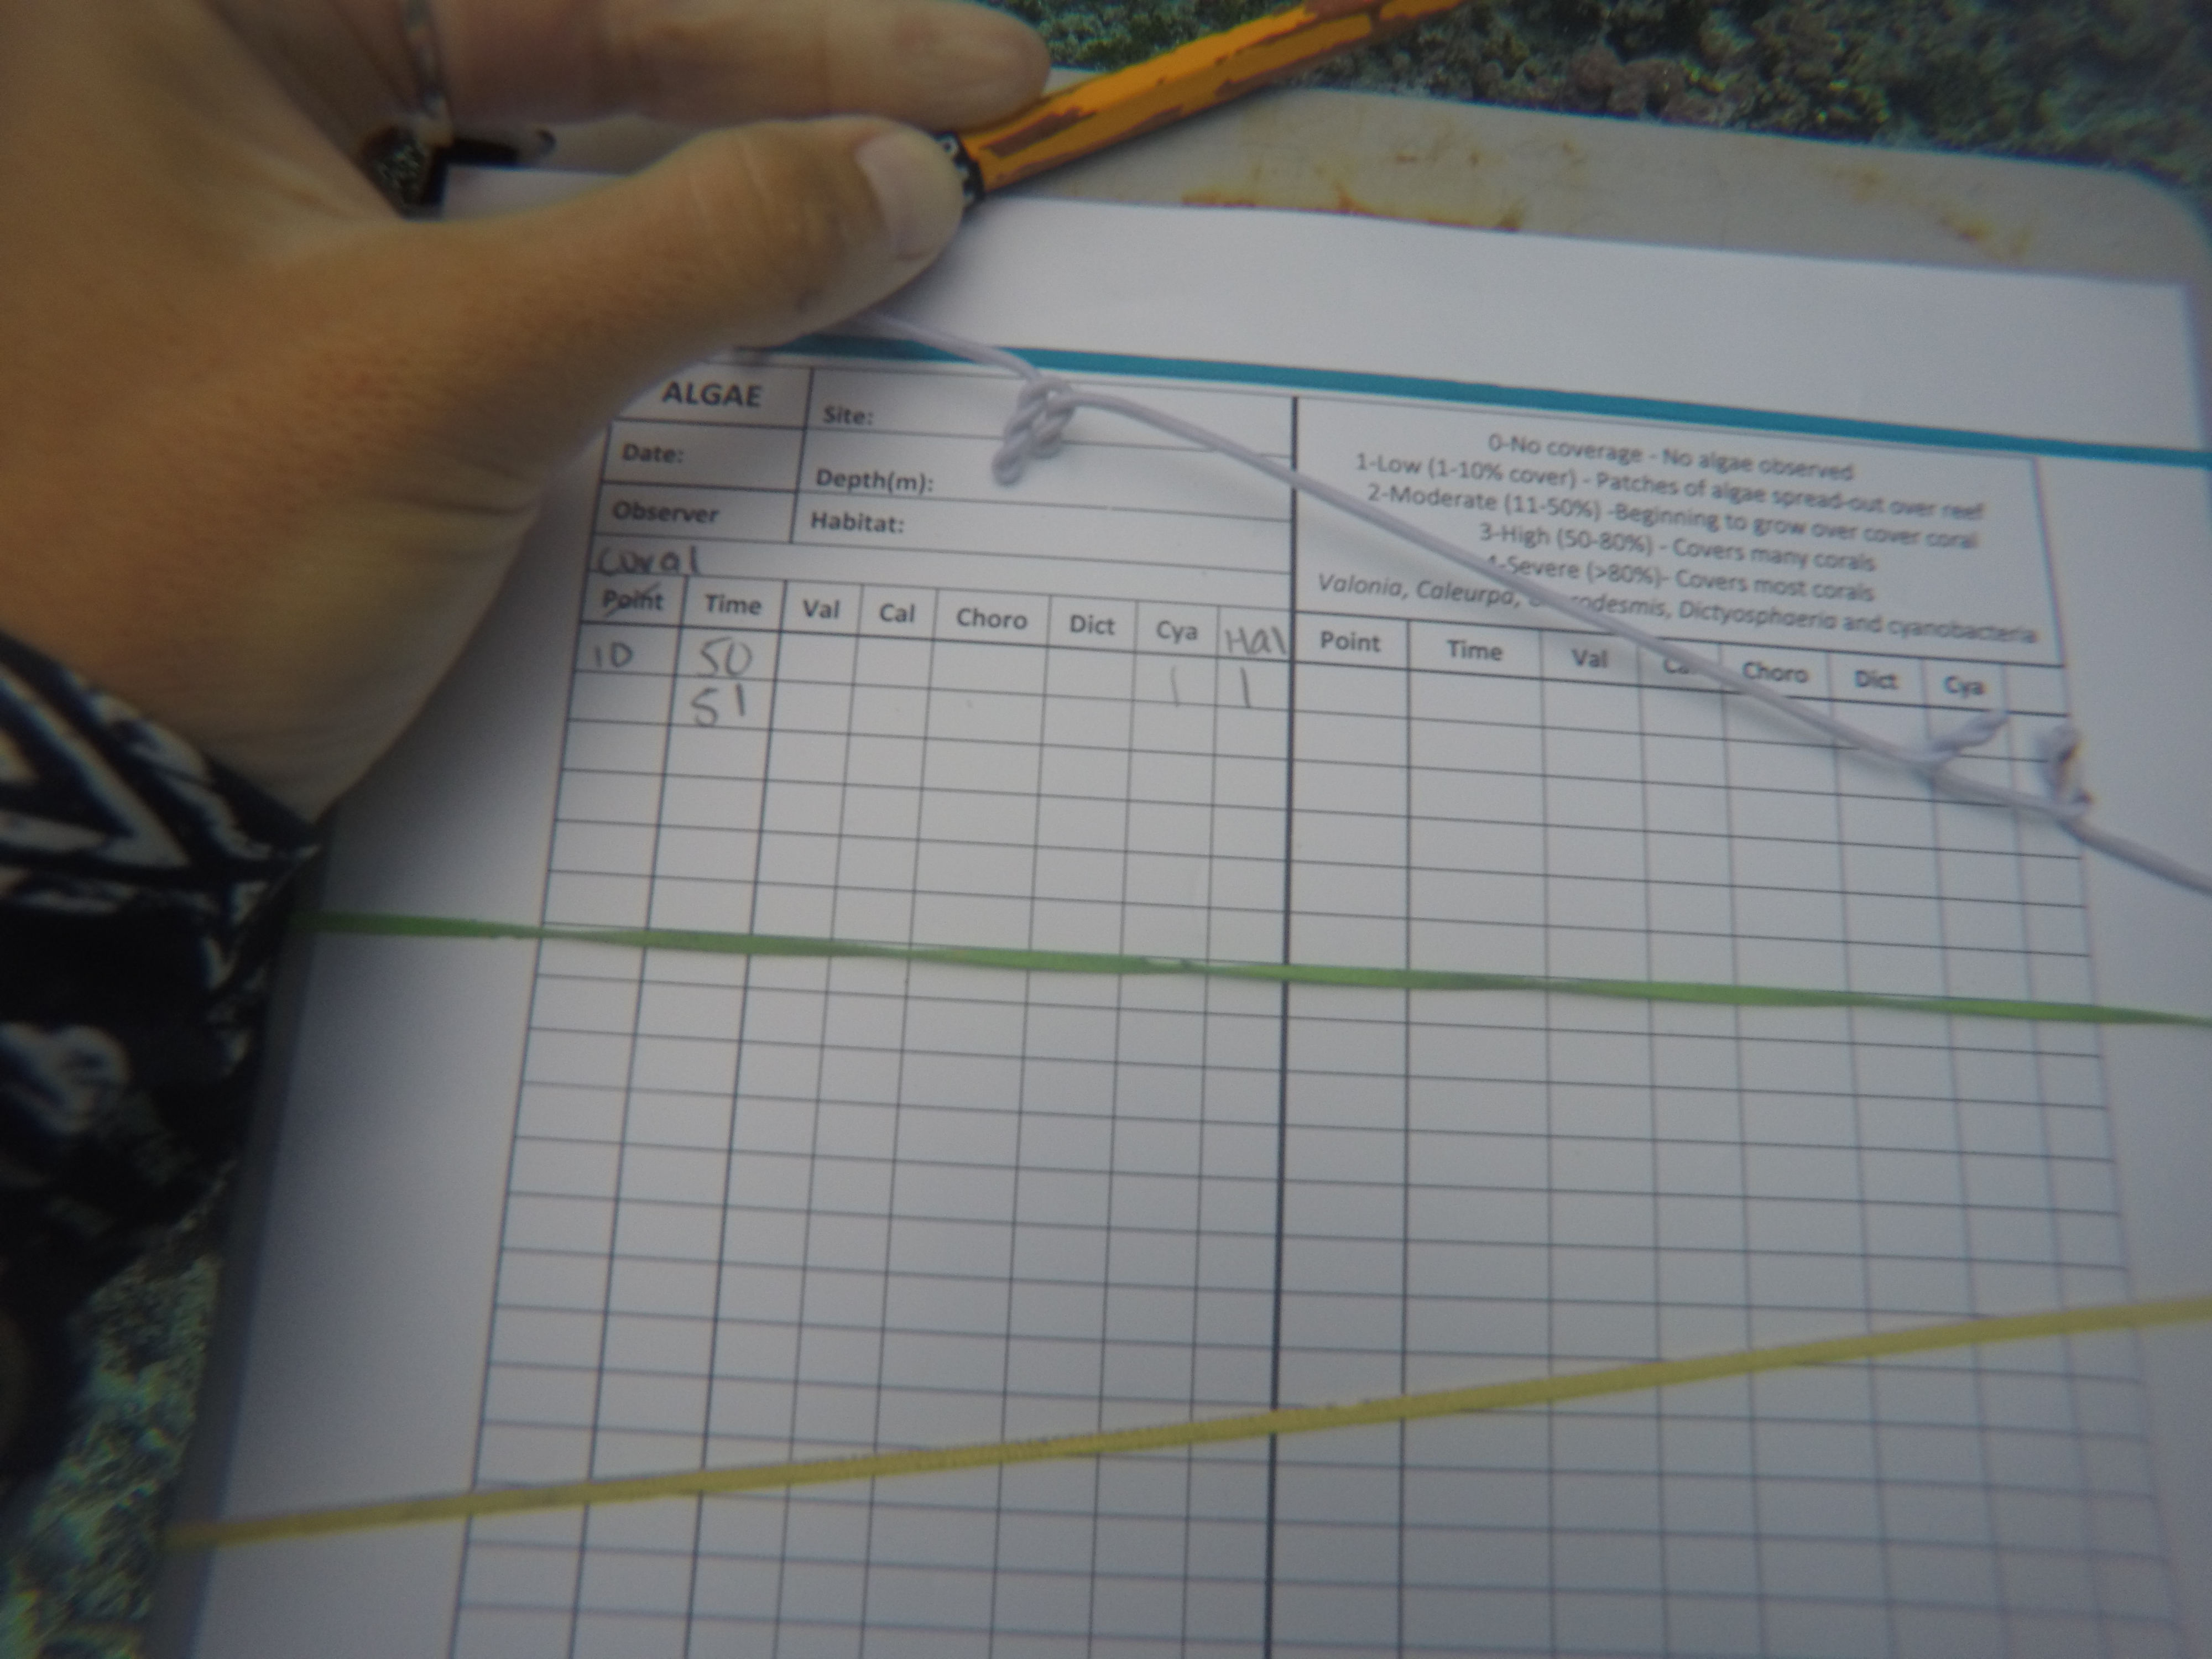 ALGAE Site:
Date: Depth(m):
Observer Habitat:
0-No coverage - No algae observed
1-Low (1-10% cover) - Patches of algae spread-out over reef
2-Moderate (11-50%) -Beginning to grow over cover coral
3-High (50-80%) - Covers many corals
-Severe (>80%)- Covers most corals
Valonia, Caleurpa, Dictyosphaeria and cyanobacteria
Coral
Point Time Val Cal Choro Dict Cya Hal Point Time Val Choro Dict Cya
10 50 1 1
51